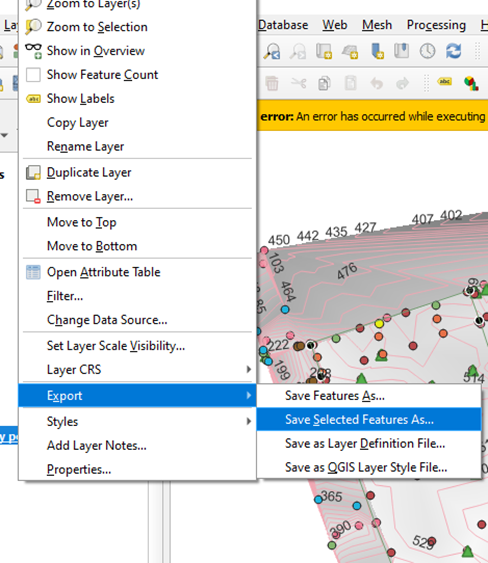 Zoom to Layer(s)
Database Web Mesh Processing
Zoom to Selection
Show in Overview
Show Feature Count
Show Labels
abc
abc
Copy Layer
error: An error has occurred while executing
Rename Layer
Duplicate Layer
Remove Layer...
Move to Top
Move to Bottom
Open Attribute Table
Filter...
Change Data Source...
Set Layer Scale Visibility...
Layer CRS
Export
Styles
Add Layer Notes...
Properties...
Save Features As...
Save Selected Features As...
Save as Layer Definition File...
Save as QGIS Layer Style File...
450 442 435 427 407 402
103
476
464
85
222
199
208
514
365
390
529